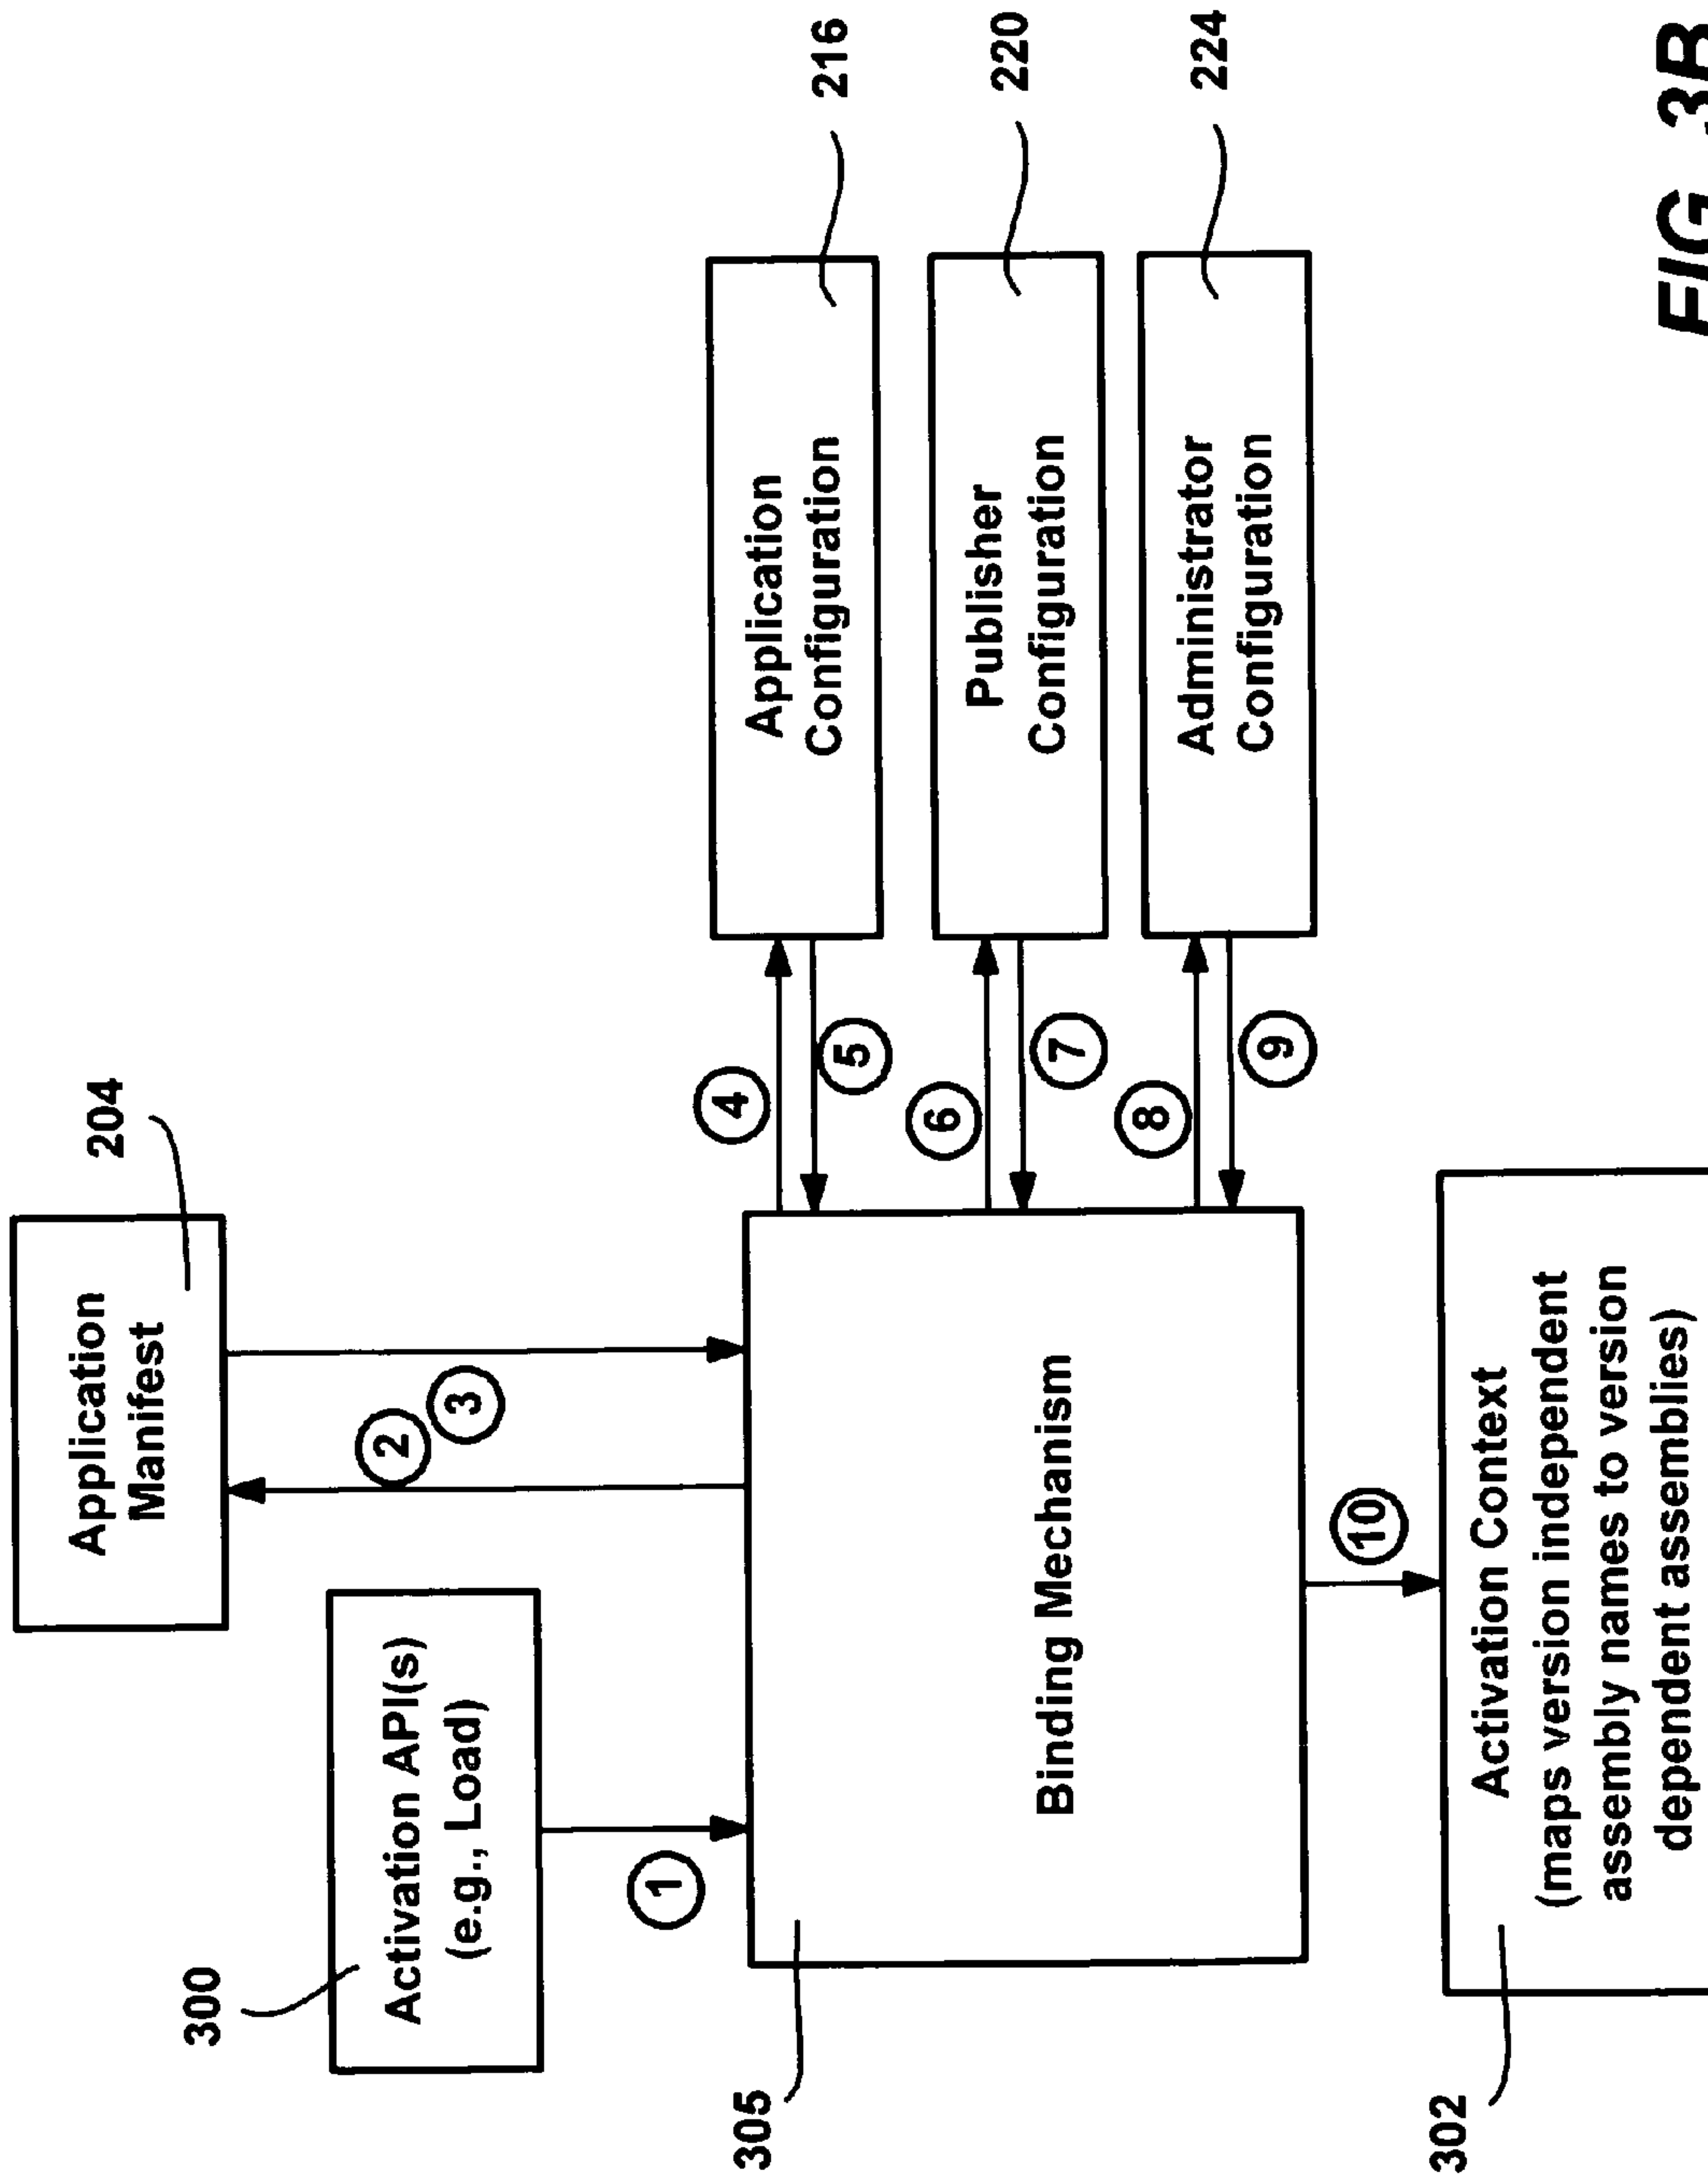 204
Application
Manifest
300
Activation API(s)
(e.g., Load)
2
3
1
305
Binding Mechanism
4
5
6
7
8
9
216
Application
Configuration
220
Publisher
Configuration
224
Administrator
Configuration
10
302
Activation Context
(maps version independent
assembly names to version
dependent assemblies)
FIG. 3B